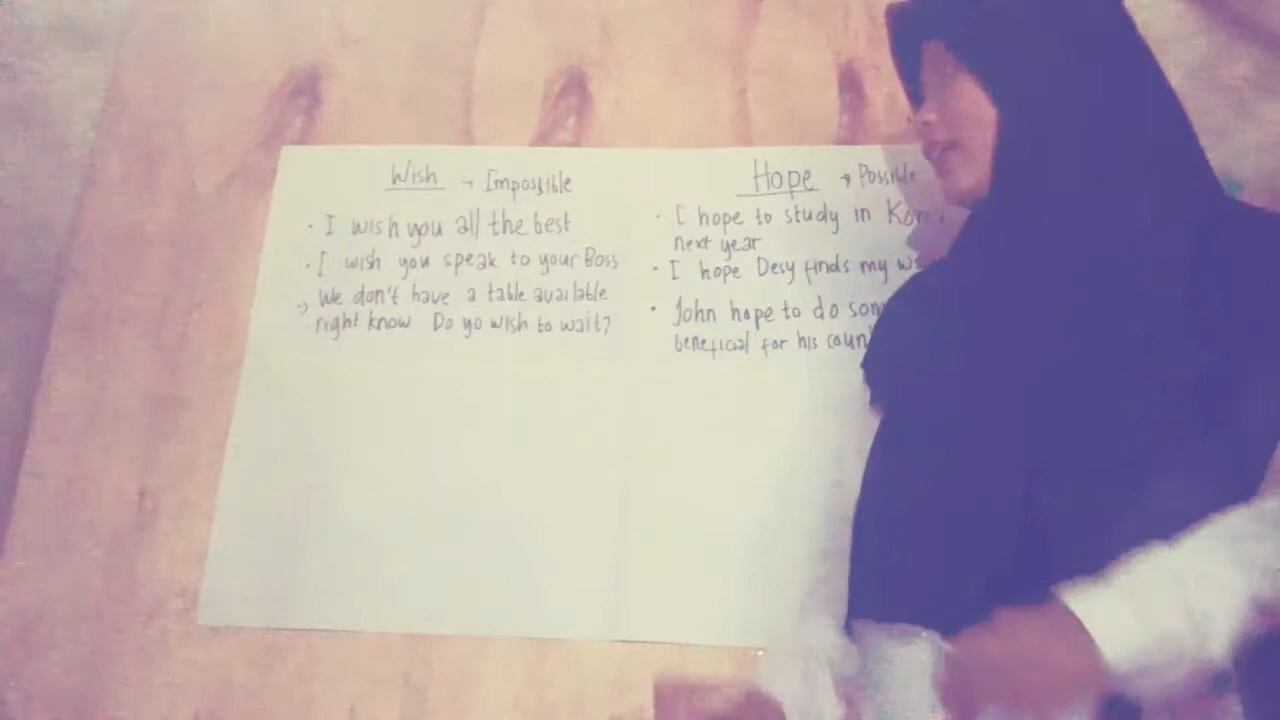 Wish → Impossible
• I wish you all the best
• I wish you speak to your Boss
→ We don't have a table available
right know Do yo wish to wait?
Hope → Possible
• I hope to study in
next year
• I hope Desy finds my
• John hope to do
beneficial for his